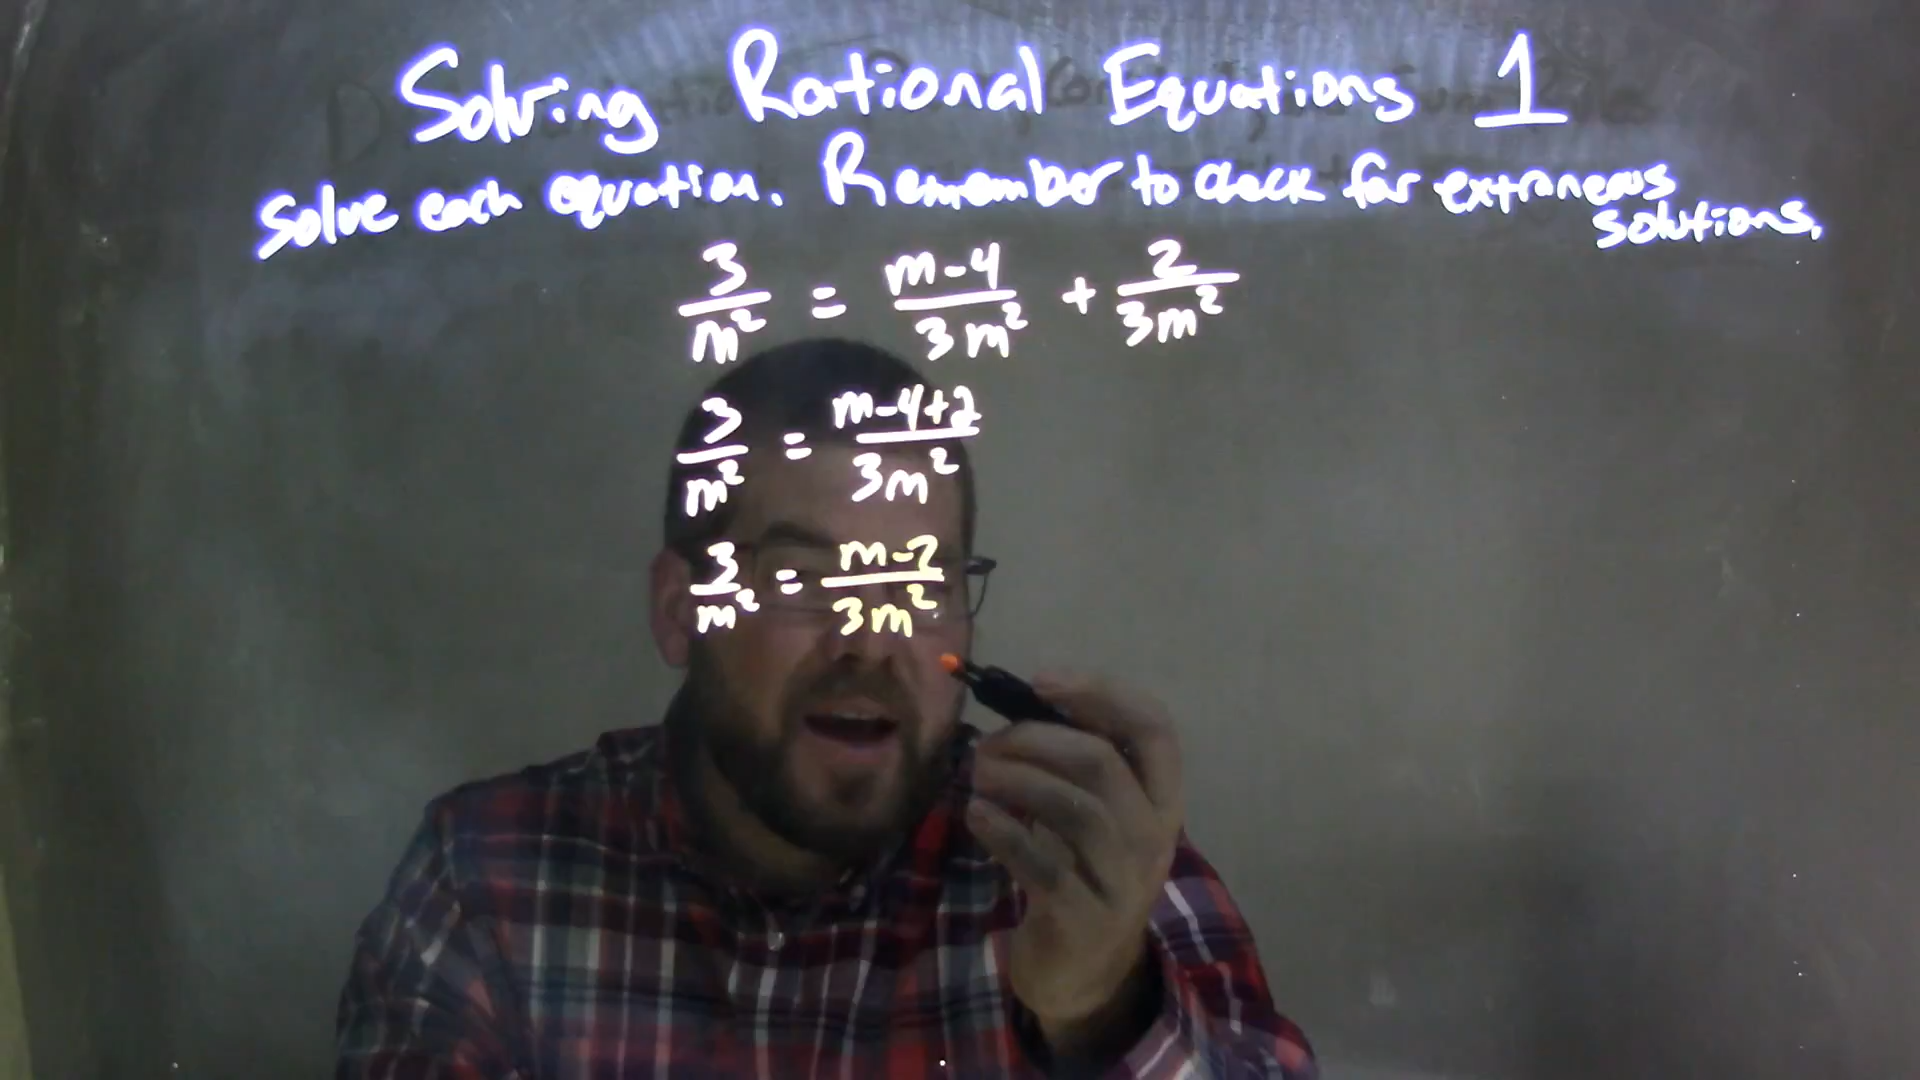 Solving Rational Equations 1
Solve each equation. Remember to check for extraneous
solutions.
3/m² = m-4/3m² + 2/3m²
3/m² = m-4+2/3m²
3/m² = m-2/3m²